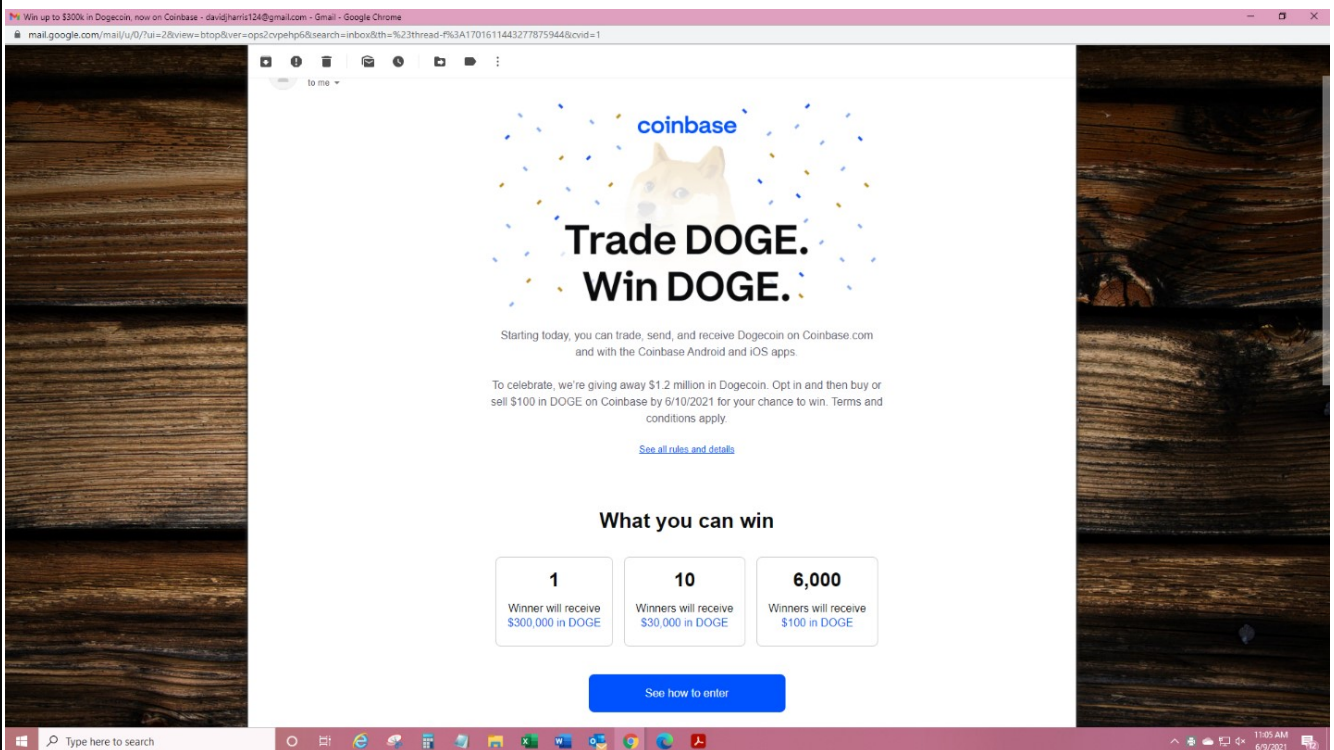 Win up to $300k in Dogecoin, now on Coinbase - davidjharris124@gmail.com - Gmail - Google Chrome
mail.google.com/mail/u/0/?ui=2&view=btop&ver=ops2cvpehp6&search=inbox&th=%23thread-f%3A1701611443277875944&cvid=1
to me
coinbase
Trade DOGE.
Win DOGE.
Starting today, you can trade, send, and receive Dogecoin on Coinbase.com
and with the Coinbase Android and iOS apps.
To celebrate, we're giving away $1.2 million in Dogecoin. Opt in and then buy or
sell $100 in DOGE on Coinbase by 6/10/2021 for your chance to win. Terms and
conditions apply.
See all rules and details
What you can win
1
Winner will receive
$300,000 in DOGE
10
Winners will receive
$30,000 in DOGE
6,000
Winners will receive
$100 in DOGE
See how to enter
Type here to search
11:05 AM
6/9/2021